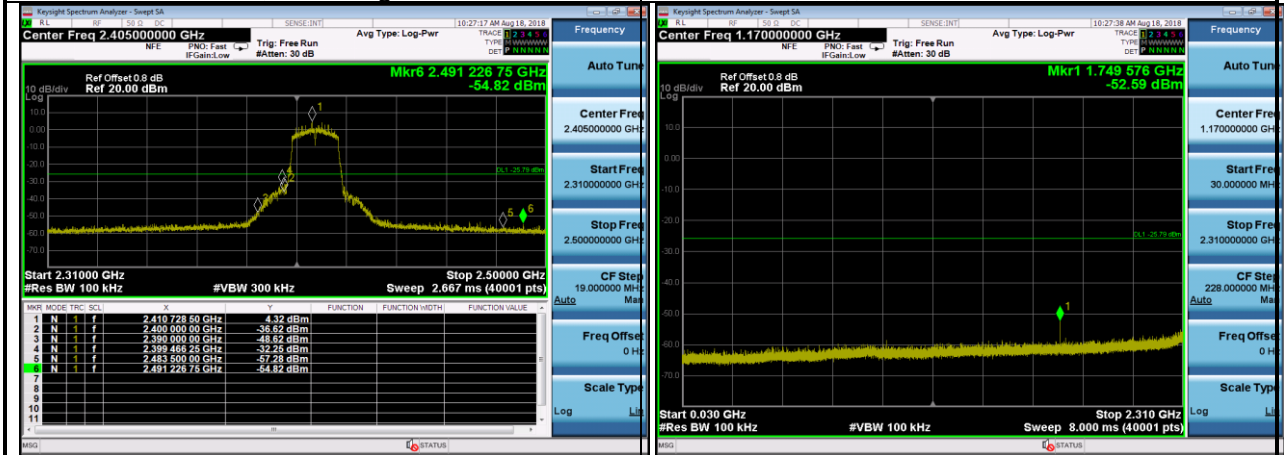 Keysight Spectrum Analyzer - Swept SA
RL RF 50 Ω DC SENSE:INT 10:27:17 AM Aug 18, 2018
Center Freq 2.405000000 GHz
NFE PNO: Fast IFGain:Low Trig: Free Run #Atten: 30 dB
Avg Type: Log-Pwr
TRACE 1 2 3 4 5 6
TYPE M W W W W W
DET P N N N N N
Ref Offset 0.8 dB
Ref 20.00 dBm
10 dB/div
Log
Mkr6 2.491 226 75 GHz
-54.82 dBm
10.0
0.00
-10.0
-20.0
-30.0
-40.0
-50.0
-60.0
-70.0
DL1 -25.79 dBm
1
4
2
3
5
6
Start 2.31000 GHz
Stop 2.50000 GHz
#Res BW 100 kHz
#VBW 300 kHz
Sweep 2.667 ms (40001 pts)
MKR MODE TRC SCL X Y FUNCTION FUNCTION WIDTH FUNCTION VALUE
1 N 1 f 2.410 728 50 GHz 4.32 dBm
2 N 1 f 2.400 000 00 GHz -36.62 dBm
3 N 1 f 2.390 000 00 GHz -48.62 dBm
4 N 1 f 2.399 466 25 GHz -32.25 dBm
5 N 1 f 2.483 500 00 GHz -57.28 dBm
6 N 1 f 2.491 226 75 GHz -54.82 dBm
7
8
9
10
11
MSG
STATUS
Frequency
Auto Tune
Center Freq
2.405000000 GHz
Start Freq
2.310000000 GHz
Stop Freq
2.500000000 GHz
CF Step
19.000000 MHz
Auto Man
Freq Offset
0 Hz
Scale Type
Log Lin
Keysight Spectrum Analyzer - Swept SA
RL RF 50 Ω DC SENSE:INT 10:27:38 AM Aug 18, 2018
Center Freq 1.170000000 GHz
NFE PNO: Fast IFGain:Low Trig: Free Run #Atten: 30 dB
Avg Type: Log-Pwr
TRACE 1 2 3 4 5 6
TYPE M W W W W W
DET P N N N N N
Ref Offset 0.8 dB
Ref 20.00 dBm
10 dB/div
Log
Mkr1 1.749 576 GHz
-52.59 dBm
10.0
0.00
-10.0
-20.0
-30.0
-40.0
-50.0
-60.0
-70.0
DL1 -25.79 dBm
1
Start 0.030 GHz
Stop 2.310 GHz
#Res BW 100 kHz
#VBW 100 kHz
Sweep 8.000 ms (40001 pts)
MSG
STATUS
Frequency
Auto Tune
Center Freq
1.170000000 GHz
Start Freq
30.000000 MHz
Stop Freq
2.310000000 GHz
CF Step
228.000000 MHz
Auto Man
Freq Offset
0 Hz
Scale Type
Log Lin